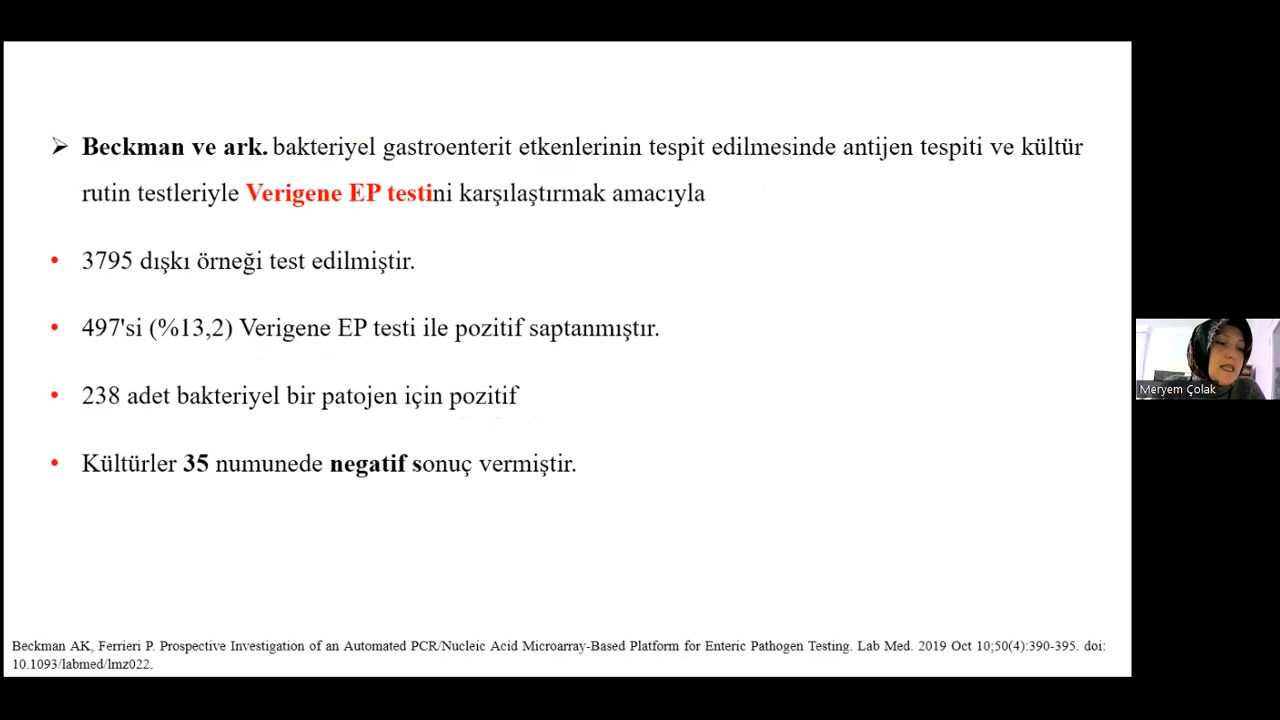 ➢ Beckman ve ark. bakteriyel gastroenterit etkenlerinin tespit edilmesinde antijen tespiti ve kültür
rutin testleriyle Verigene EP testini karşılaştırmak amacıyla
• 3795 dışkı örneği test edilmiştir.
• 497'si (%13,2) Verigene EP testi ile pozitif saptanmıştır.
• 238 adet bakteriyel bir patojen için pozitif
• Kültürler 35 numunede negatif sonuç vermiştir.
Meryem Çolak
Beckman AK, Ferrieri P. Prospective Investigation of an Automated PCR/Nucleic Acid Microarray-Based Platform for Enteric Pathogen Testing. Lab Med. 2019 Oct 10;50(4):390-395. doi:
10.1093/labmed/lmz022.